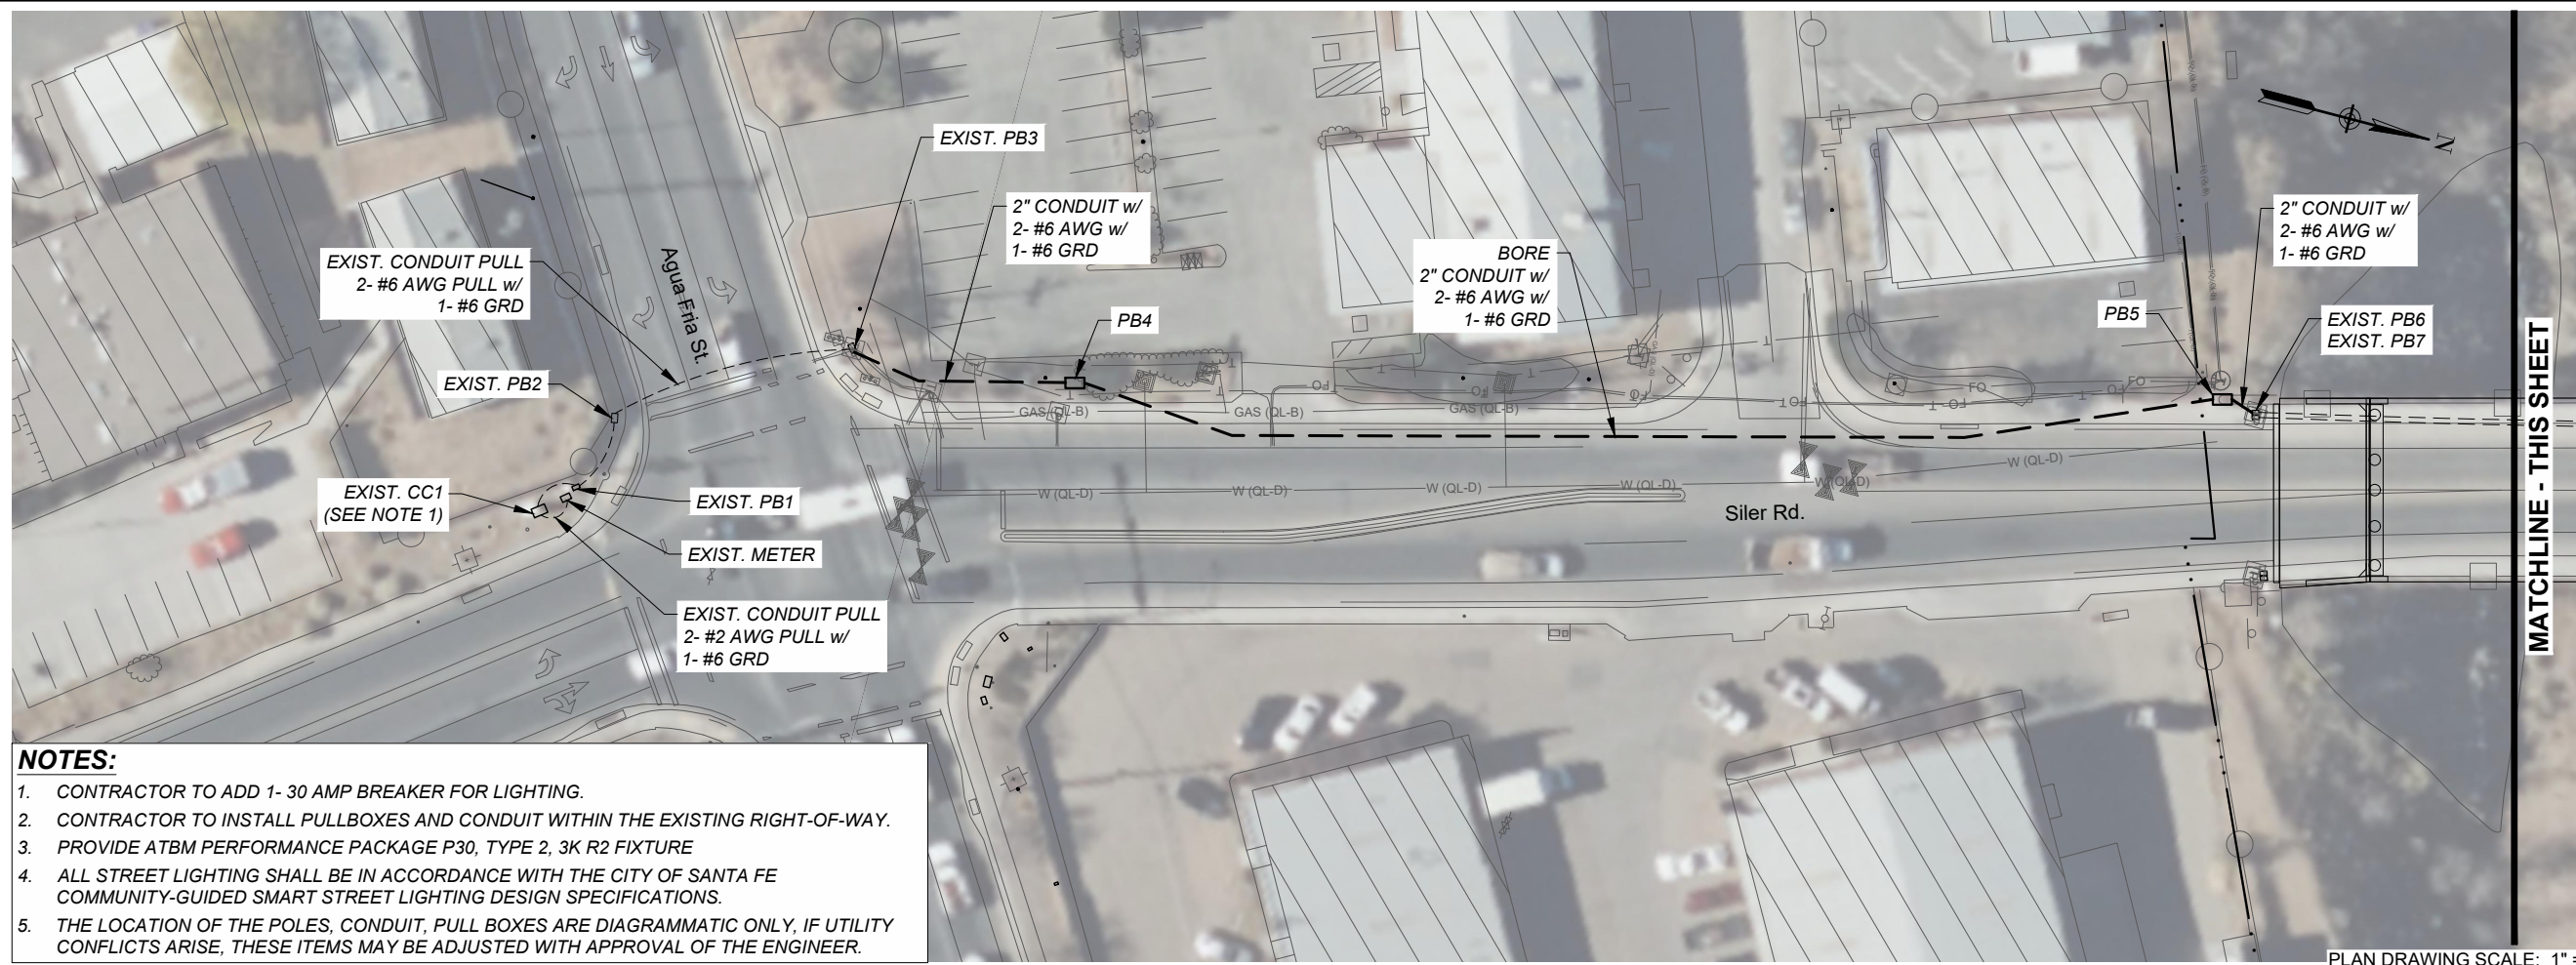 EXIST. PB3
2" CONDUIT w/
2- #6 AWG w/
1- #6 GRD
EXIST. CONDUIT PULL
2- #6 AWG PULL w/
1- #6 GRD
Agua Fria St.
PB4
BORE
2" CONDUIT w/
2- #6 AWG w/
1- #6 GRD
N
2" CONDUIT w/
2- #6 AWG w/
1- #6 GRD
PB5
EXIST. PB6
EXIST. PB7
EXIST. PB2
GAS (QL-B)
GAS (QL-B)
GAS (QL-B)
FO
FO
FO
FO
FO
FO
FO
FO
EXIST. CC1
(SEE NOTE 1)
EXIST. PB1
EXIST. METER
EXIST. CONDUIT PULL
2- #2 AWG PULL w/
1- #6 GRD
W (QL-D)
W (QL-D)
W (QL-D)
W (QL-D)
W (QL-D)
W (QL-D)
Siler Rd.
MATCHLINE - THIS SHEET
NOTES:
1. CONTRACTOR TO ADD 1- 30 AMP BREAKER FOR LIGHTING.
2. CONTRACTOR TO INSTALL PULLBOXES AND CONDUIT WITHIN THE EXISTING RIGHT-OF-WAY.
3. PROVIDE ATBM PERFORMANCE PACKAGE P30, TYPE 2, 3K R2 FIXTURE
4. ALL STREET LIGHTING SHALL BE IN ACCORDANCE WITH THE CITY OF SANTA FE
COMMUNITY-GUIDED SMART STREET LIGHTING DESIGN SPECIFICATIONS.
5. THE LOCATION OF THE POLES, CONDUIT, PULL BOXES ARE DIAGRAMMATIC ONLY, IF UTILITY
CONFLICTS ARISE, THESE ITEMS MAY BE ADJUSTED WITH APPROVAL OF THE ENGINEER.
PLAN DRAWING SCALE: 1"